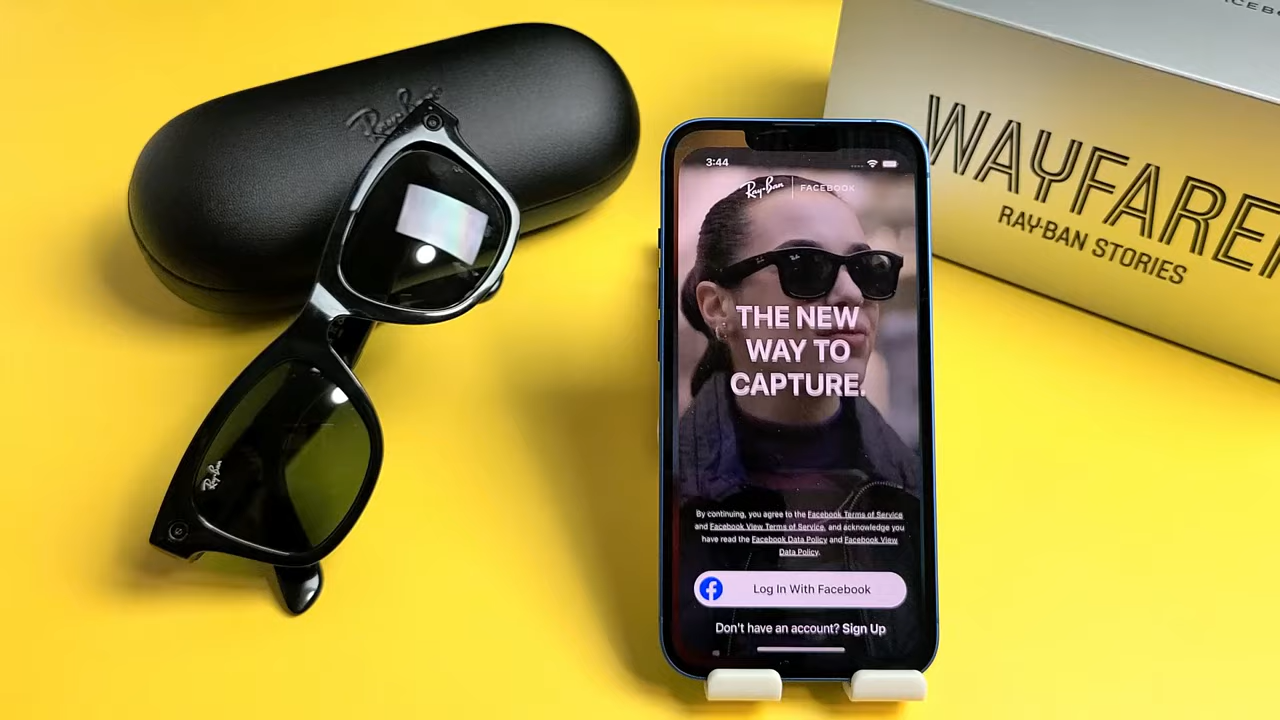 Ray-Ban
Ray-Ban
3:44
Ray-Ban | FACEBOOK
THE NEW
WAY TO
CAPTURE.
By continuing, you agree to the Facebook Terms of Service
and Facebook View Terms of Service, and acknowledge you
have read the Facebook Data Policy and Facebook View
Data Policy.
Log In With Facebook
Don't have an account? Sign Up
WAYFARER
RAY-BAN STORIES